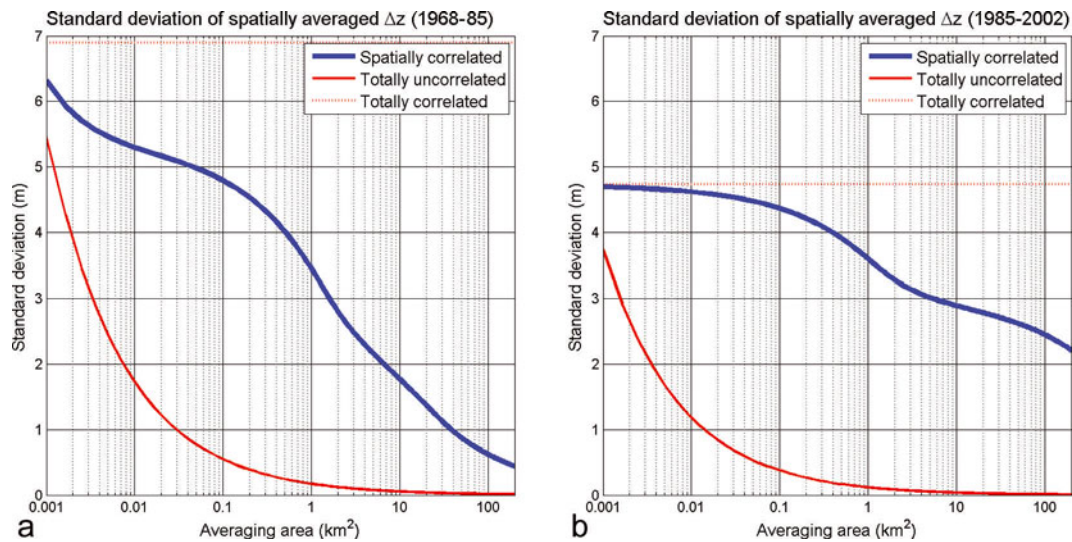 Standard deviation of spatially averaged Δz (1968-85)
7
6
5
4
3
2
1
0
Standard deviation (m)
Spatially correlated
Totally uncorrelated
Totally correlated
0.001
0.01
0.1
1
10
100
Averaging area (km²)
a
Standard deviation of spatially averaged Δz (1985-2002)
7
6
5
4
3
2
1
0
Standard deviation (m)
Spatially correlated
Totally uncorrelated
Totally correlated
0.001
0.01
0.1
1
10
100
Averaging area (km²)
b